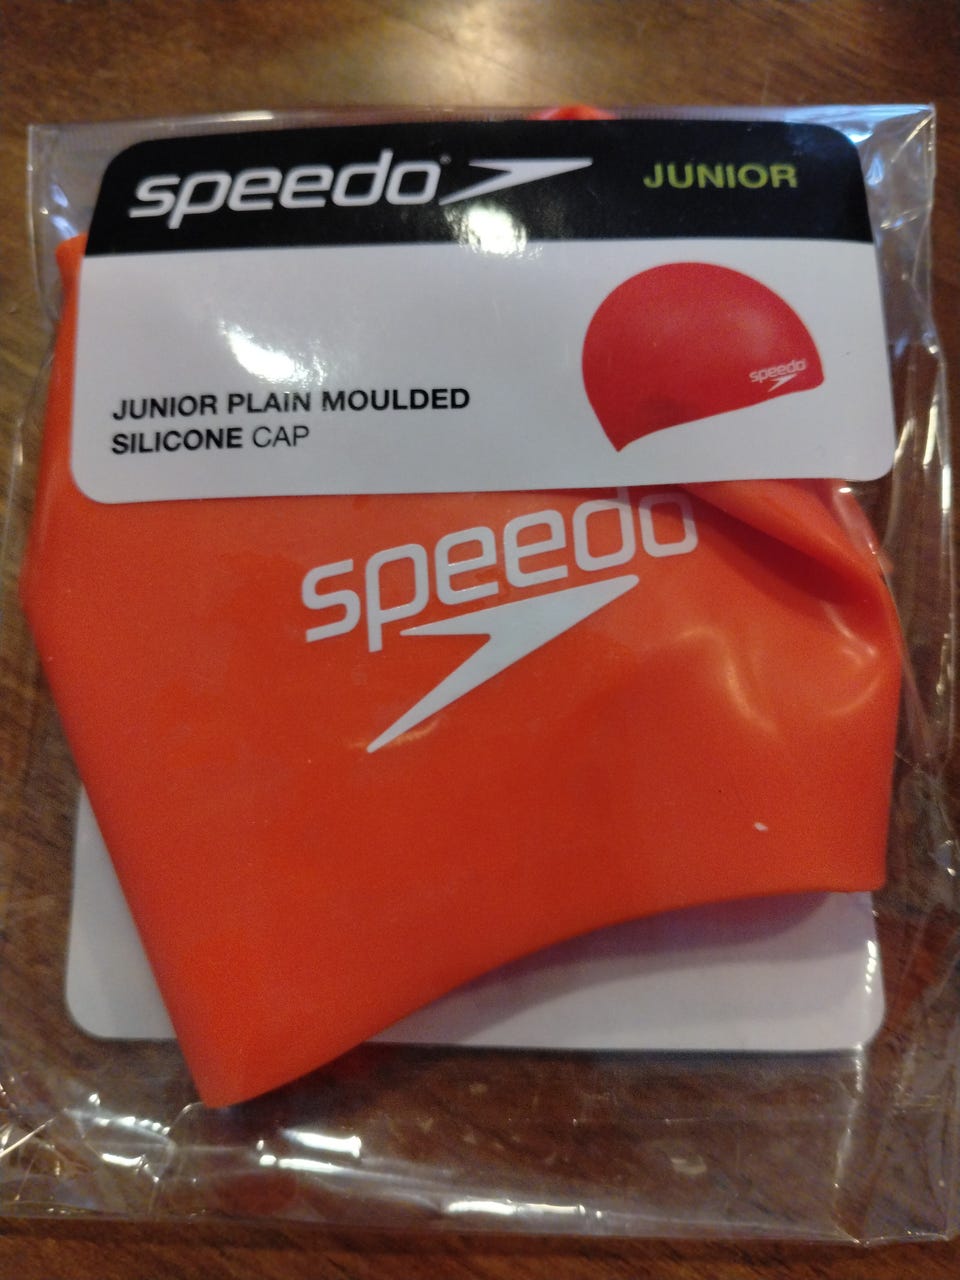 speedo®
JUNIOR
speedo
JUNIOR PLAIN MOULDED
SILICONE CAP
speedo